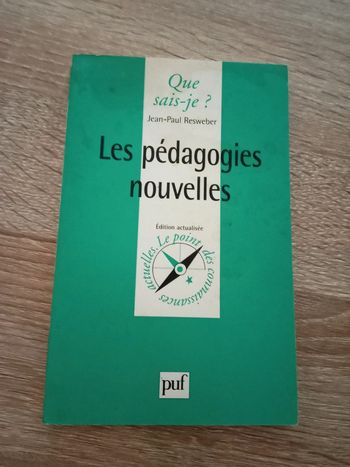 Que
sais-je ?
Jean-Paul Resweber
Les pédagogies
nouvelles
Édition actualisée
Le point des connaissances actuelles.
puf